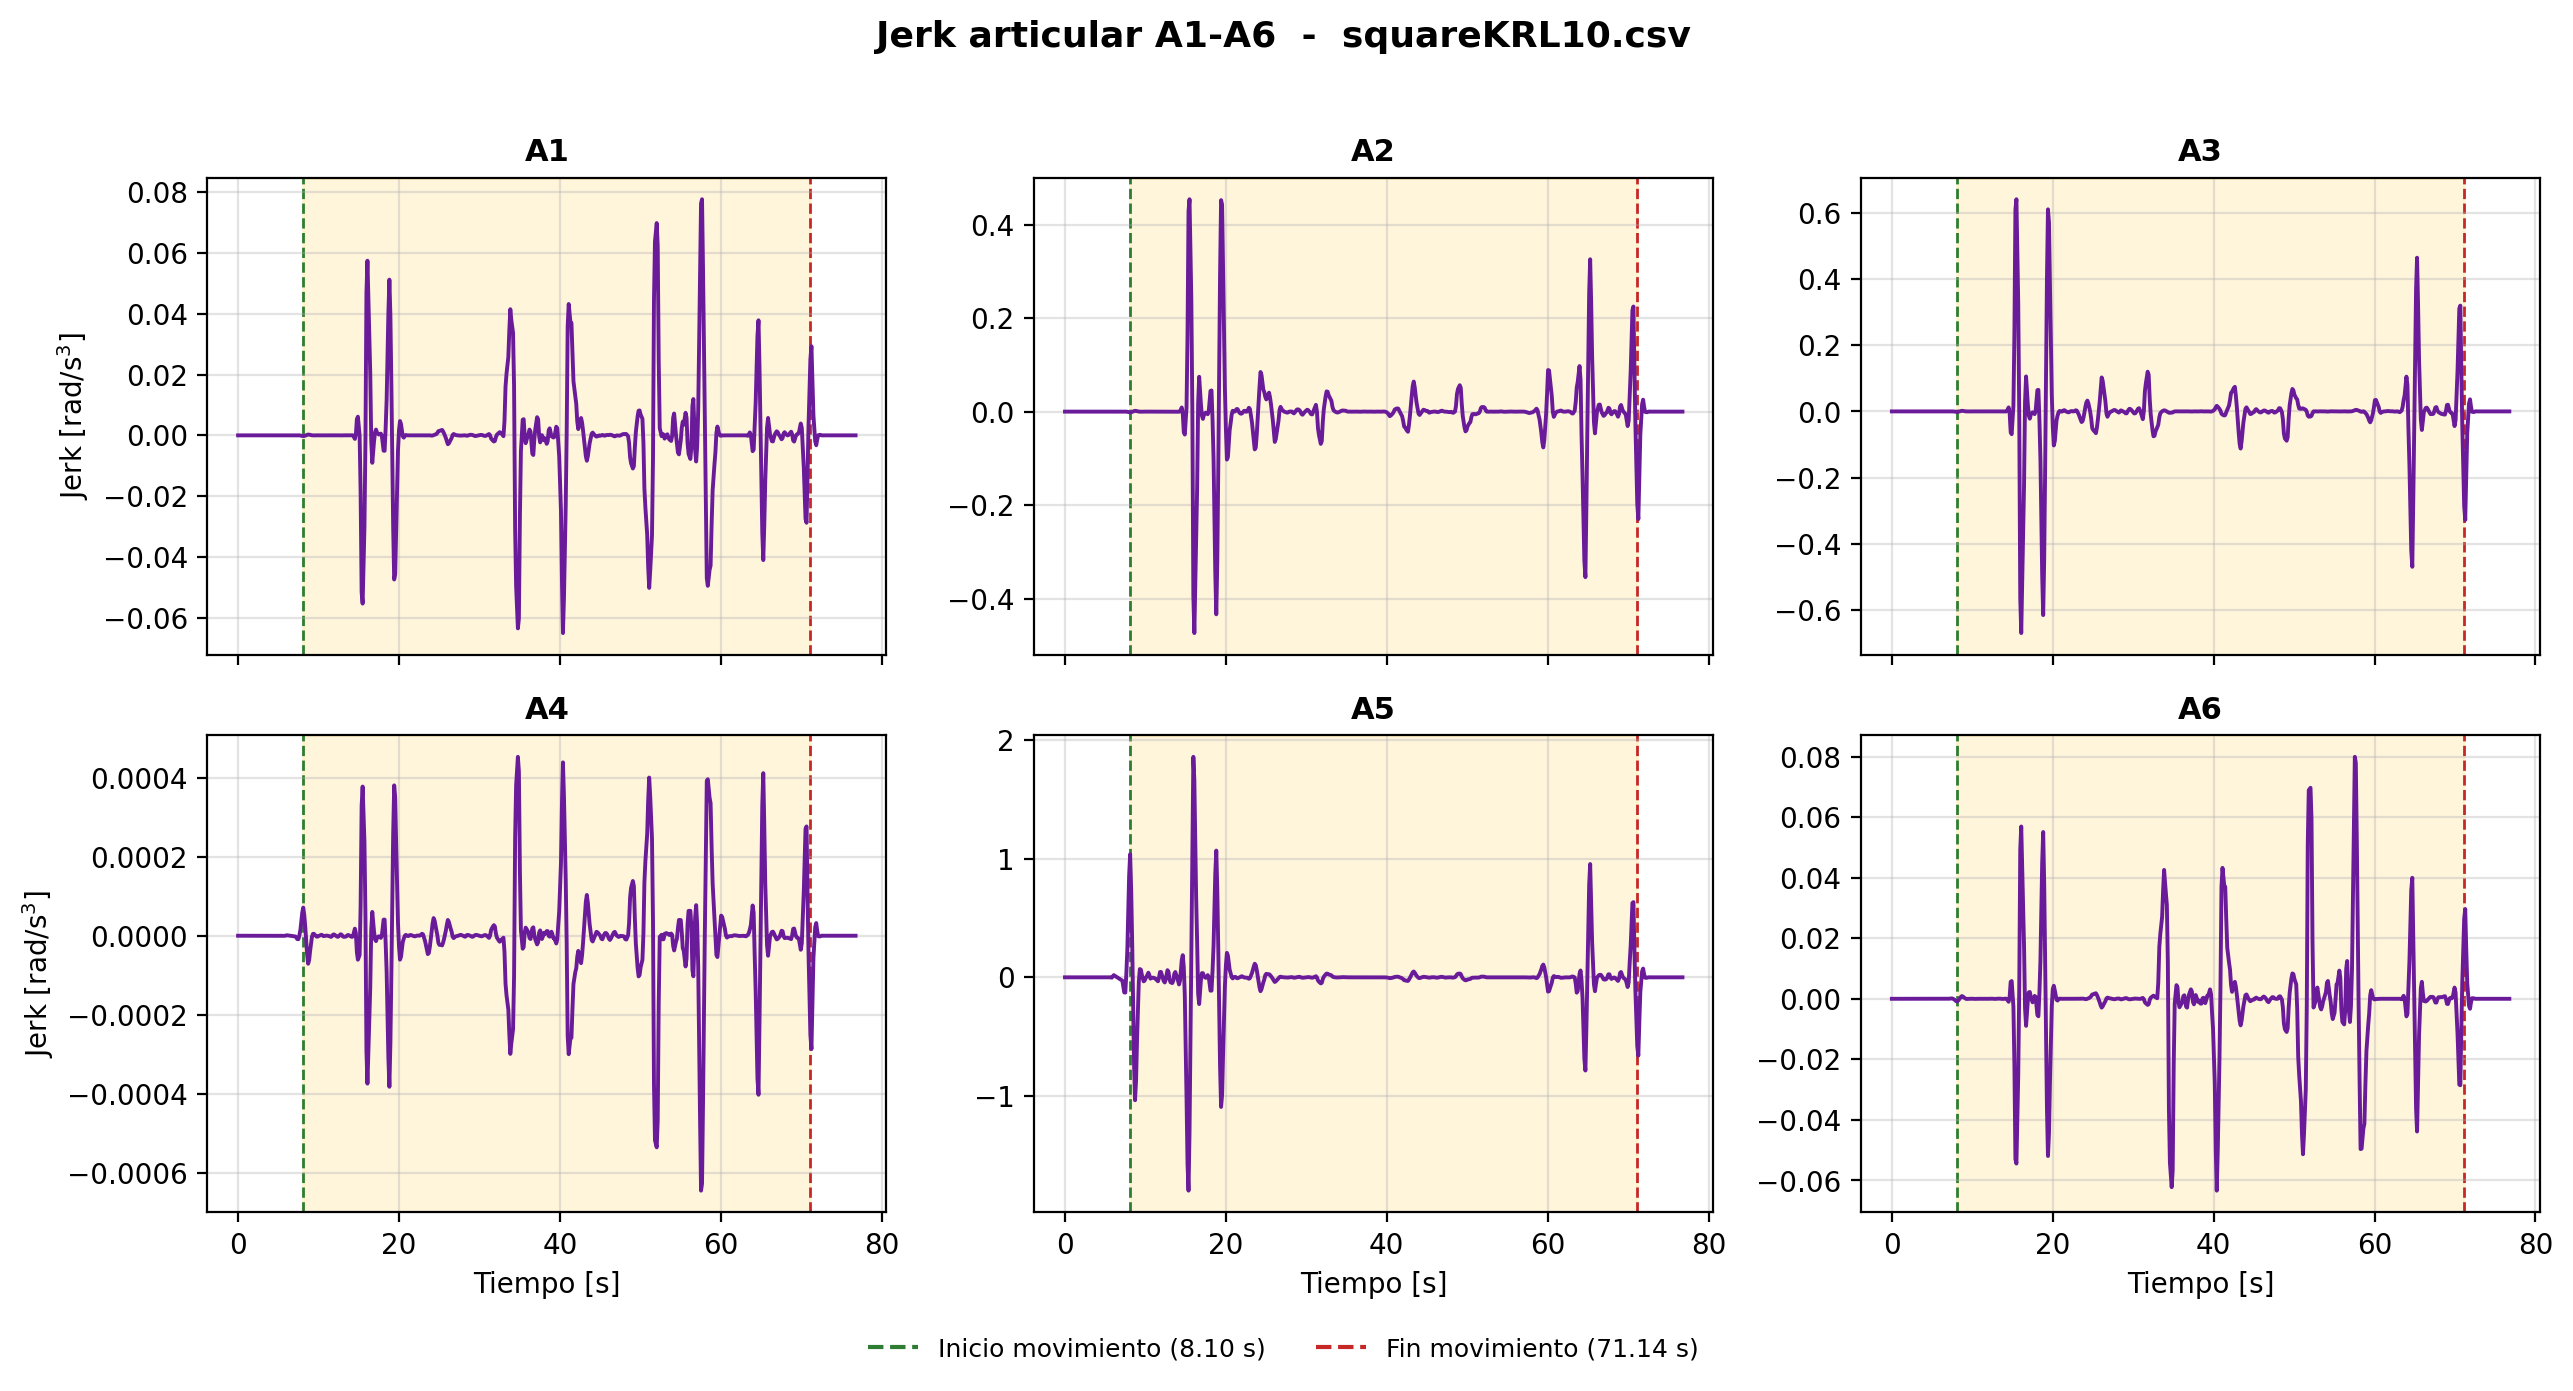 Jerk articular A1-A6 - squareKRL10.csv
A1
A2
A3
Jerk [rad/s³]
0.08
0.06
0.04
0.02
0.00
−0.02
−0.04
−0.06
0.4
0.2
0.0
−0.2
−0.4
0.6
0.4
0.2
0.0
−0.2
−0.4
−0.6
A4
A5
A6
Jerk [rad/s³]
0.0004
0.0002
0.0000
−0.0002
−0.0004
−0.0006
2
1
0
−1
0.08
0.06
0.04
0.02
0.00
−0.02
−0.04
−0.06
0 20 40 60 80
0 20 40 60 80
0 20 40 60 80
Tiempo [s]
Tiempo [s]
Tiempo [s]
Inicio movimiento (8.10 s)
Fin movimiento (71.14 s)